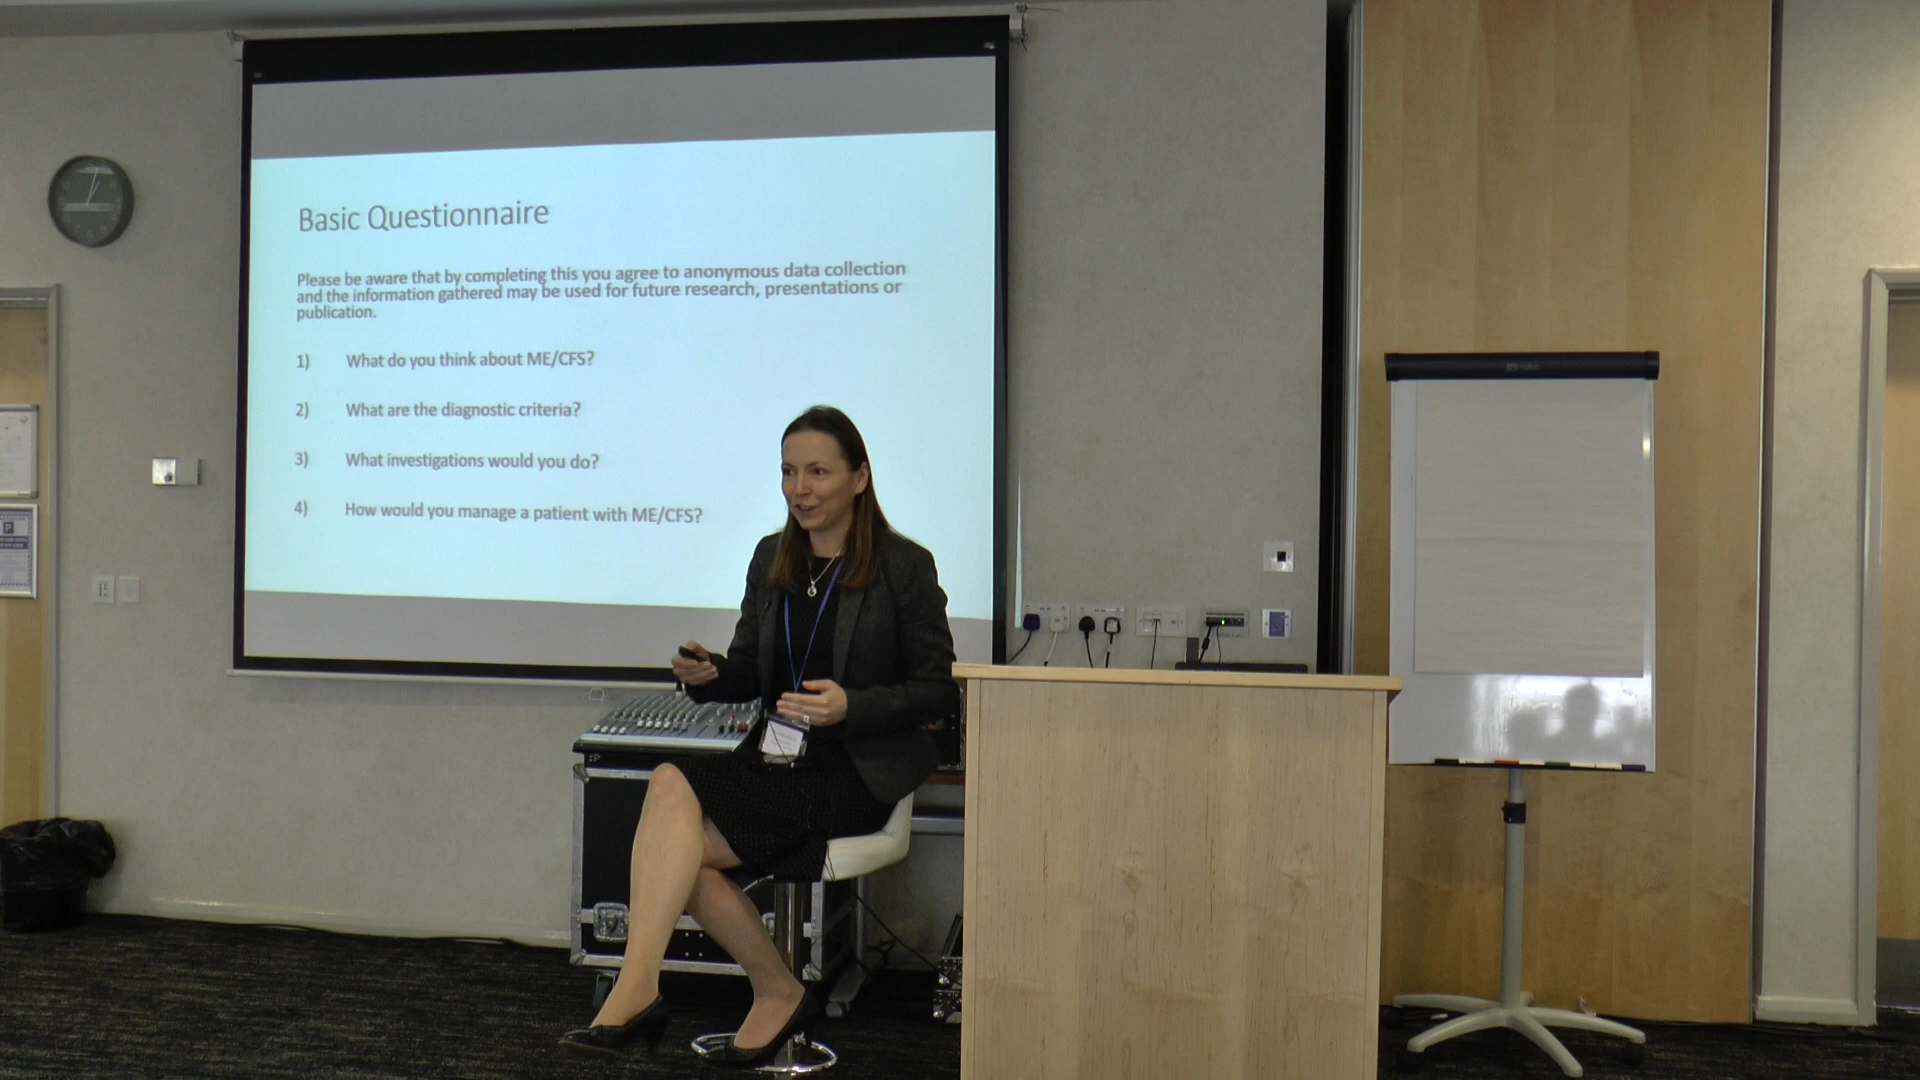 Basic Questionnaire
Please be aware that by completing this you agree to anonymous data collection
and the information gathered may be used for future research, presentations or
publication.
1) What do you think about ME/CFS?
2) What are the diagnostic criteria?
3) What investigations would you do?
4) How would you manage a patient with ME/CFS?
P